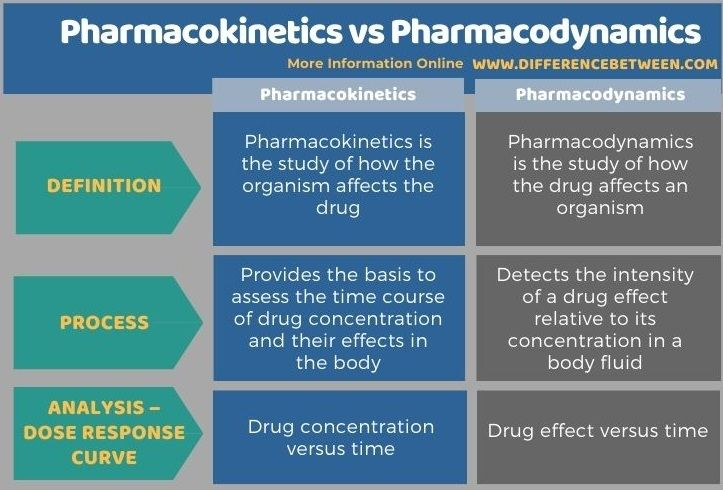 Pharmacokinetics vs Pharmacodynamics
More Information Online WWW.DIFFERENCEBETWEEN.COM
Pharmacokinetics
Pharmacodynamics
DEFINITION
Pharmacokinetics is
the study of how the
organism affects the
drug
Pharmacodynamics
is the study of how
the drug affects an
organism
PROCESS
Provides the basis to
assess the time course
of drug concentration
and their effects in
the body
Detects the intensity
of a drug effect
relative to its
concentration in a
body fluid
ANALYSIS –
DOSE RESPONSE
CURVE
Drug concentration
versus time
Drug effect versus time